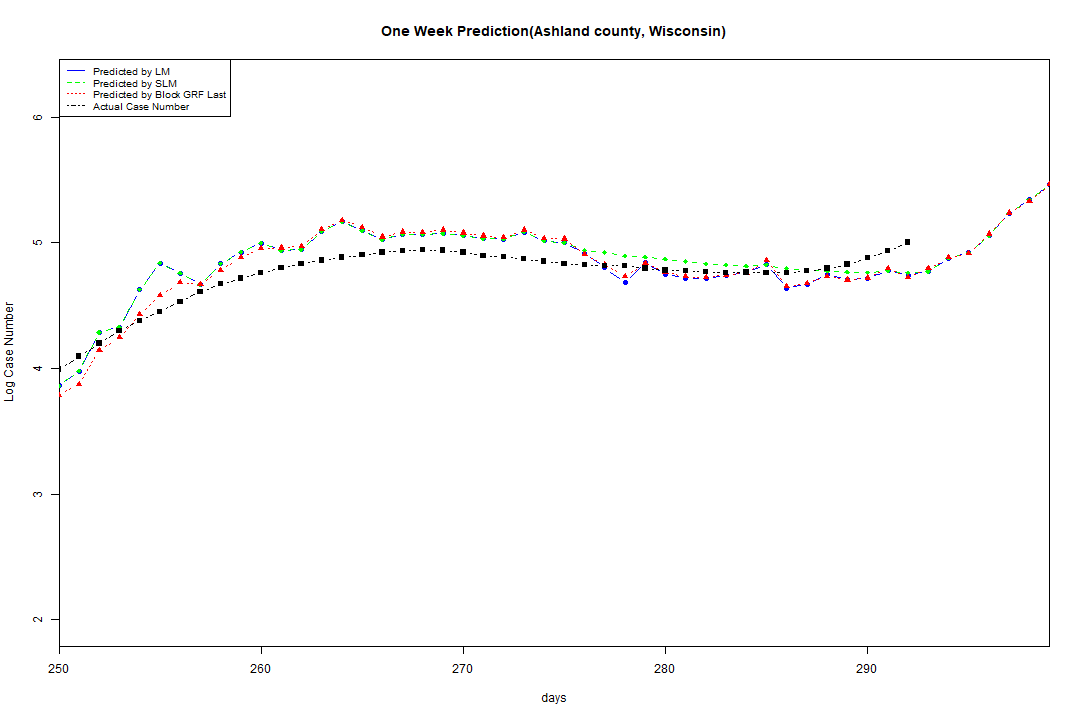 One Week Prediction(Ashland county, Wisconsin)
Predicted by LM
Predicted by SLM
Predicted by Block GRF Last
Actual Case Number
6
5
4
3
2
Log Case Number
250 260 270 280 290
days